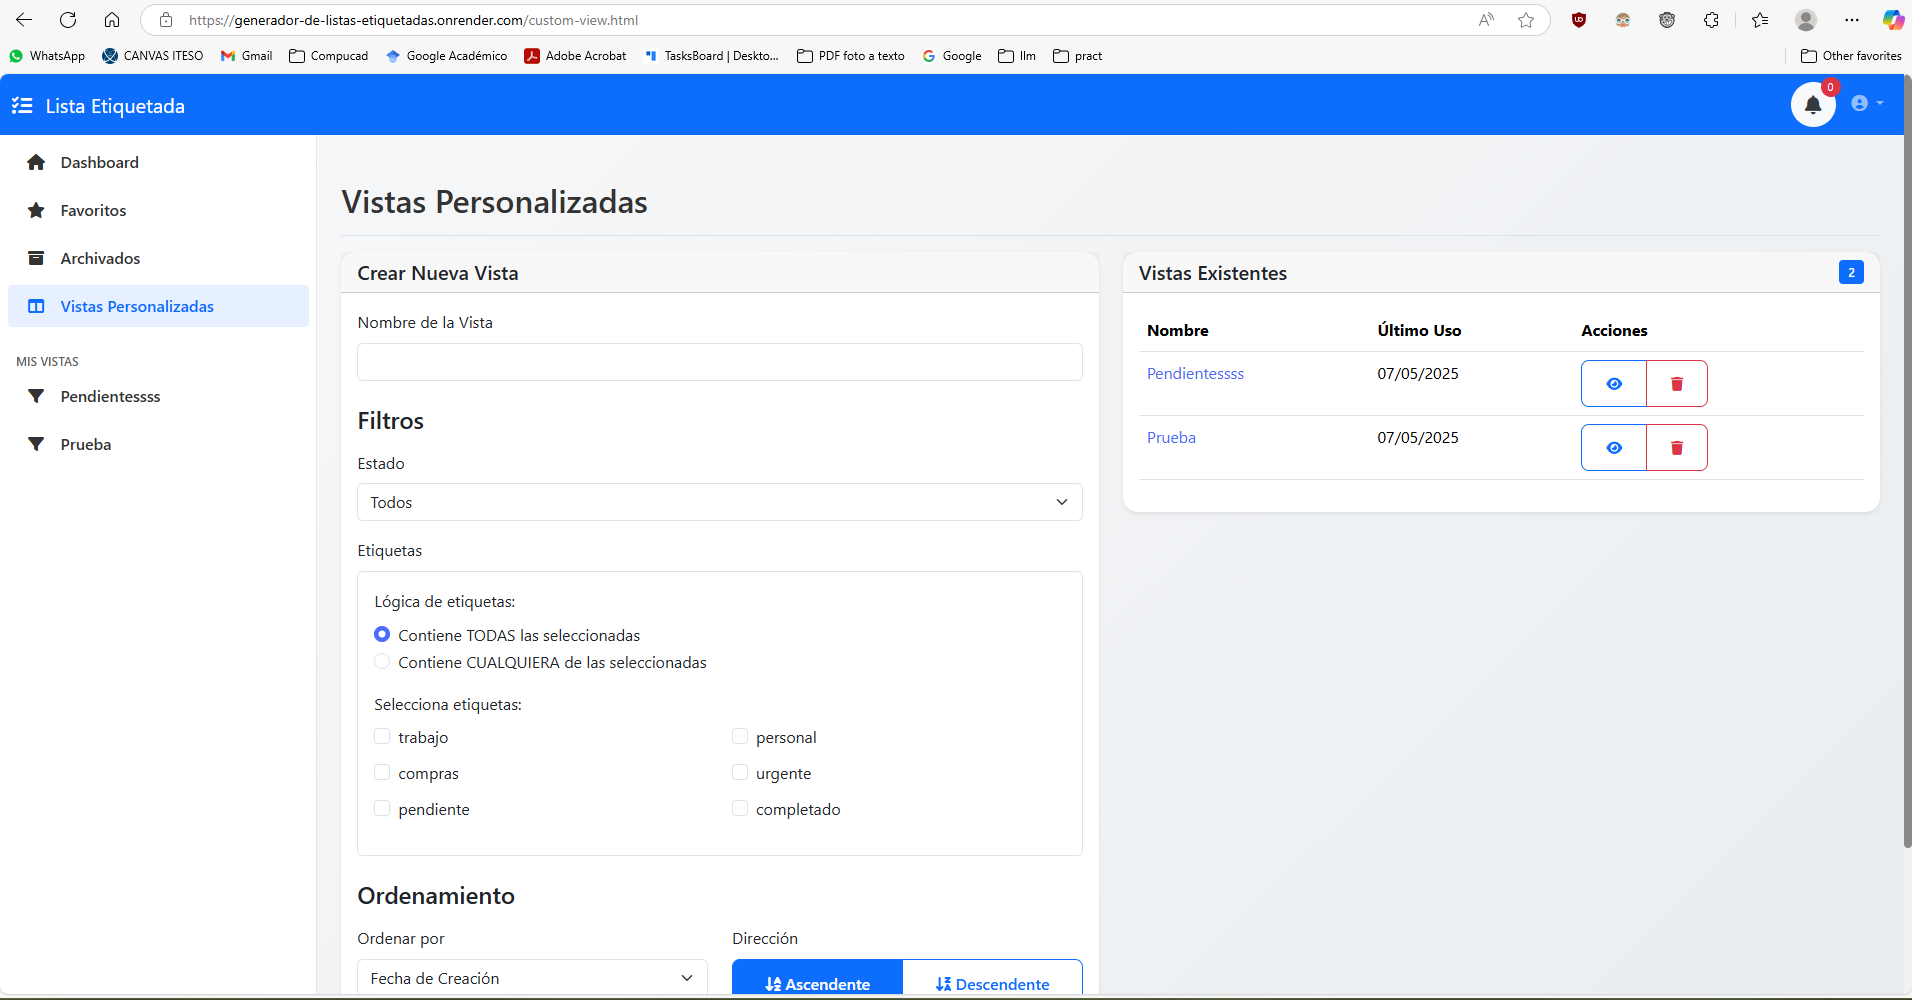 https://generador-de-listas-etiquetadas.onrender.com/custom-view.html
WhatsApp CANVAS ITESO Gmail Compucad Google Académico Adobe Acrobat TasksBoard | Deskto... PDF foto a texto Google llm pract Other favorites
Lista Etiquetada 0
Dashboard
Favoritos
Archivados
Vistas Personalizadas
MIS VISTAS
Pendientessss
Prueba
Vistas Personalizadas
Crear Nueva Vista
Nombre de la Vista
Filtros
Estado
Todos
Etiquetas
Lógica de etiquetas:
Contiene TODAS las seleccionadas
Contiene CUALQUIERA de las seleccionadas
Selecciona etiquetas:
trabajo personal
compras urgente
pendiente completado
Ordenamiento
Ordenar por Dirección
Fecha de Creación Ascendente Descendente
Vistas Existentes 2
Nombre Último Uso Acciones
Pendientessss 07/05/2025
Prueba 07/05/2025